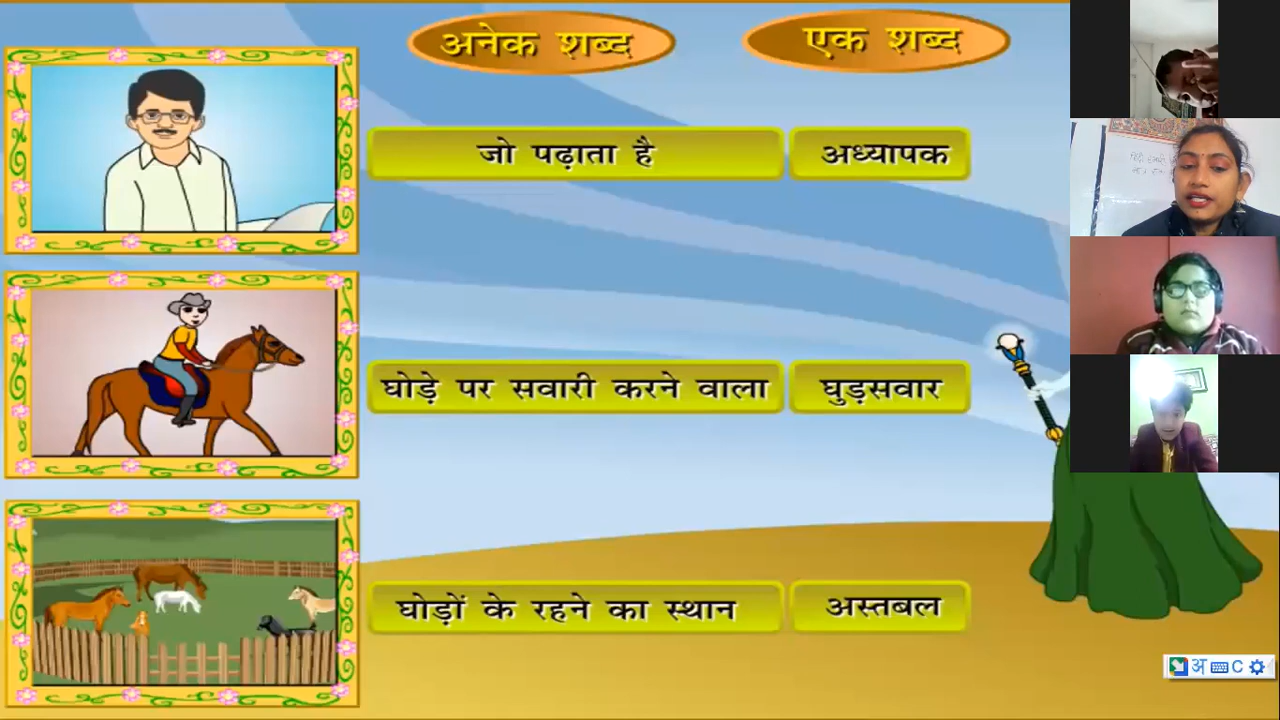 अनेक शब्द
एक शब्द
जो पढ़ाता है
अध्यापक
घोड़े पर सवारी करने वाला
घुड़सवार
घोड़ों के रहने का स्थान
अस्तबल
अ C